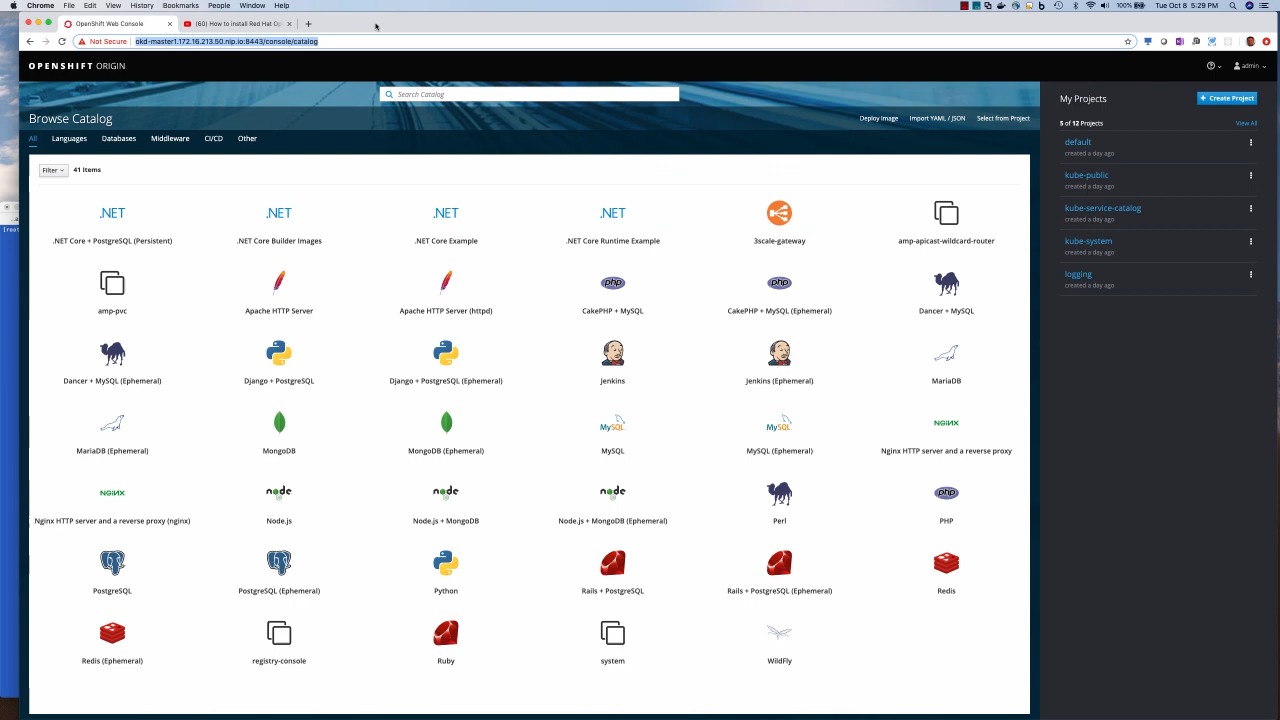 Chrome File Edit View History Bookmarks People Window Help 100% Tue Oct 8 5:29 PM
OpenShift Web Console (60) How to install Red Hat Op
Not Secure okd-master1.172.16.213.50.nip.io:8443/console/catalog
OPENSHIFT ORIGIN admin
Search Catalog
Browse Catalog Deploy Image Import YAML / JSON Select from Project
All Languages Databases Middleware CI/CD Other
Filter 41 Items
.NET .NET .NET .NET
.NET Core + PostgreSQL (Persistent) .NET Core Builder Images .NET Core Example .NET Core Runtime Example 3scale-gateway amp-apicast-wildcard-router
php php
amp-pvc Apache HTTP Server Apache HTTP Server (httpd) CakePHP + MySQL CakePHP + MySQL (Ephemeral) Dancer + MySQL
Dancer + MySQL (Ephemeral) Django + PostgreSQL Django + PostgreSQL (Ephemeral) Jenkins Jenkins (Ephemeral) MariaDB
MySQL MySQL NGINX
MariaDB (Ephemeral) MongoDB MongoDB (Ephemeral) MySQL MySQL (Ephemeral) Nginx HTTP server and a reverse proxy
NGINX node node node php
Nginx HTTP server and a reverse proxy (nginx) Node.js Node.js + MongoDB Node.js + MongoDB (Ephemeral) Perl PHP
PostgreSQL PostgreSQL (Ephemeral) Python Rails + PostgreSQL Rails + PostgreSQL (Ephemeral) Redis
Redis (Ephemeral) registry-console Ruby system WildFly
My Projects Create Project
5 of 12 Projects View All
default
created a day ago
kube-public
created a day ago
kube-service-catalog
created a day ago
kube-system
created a day ago
logging
created a day ago